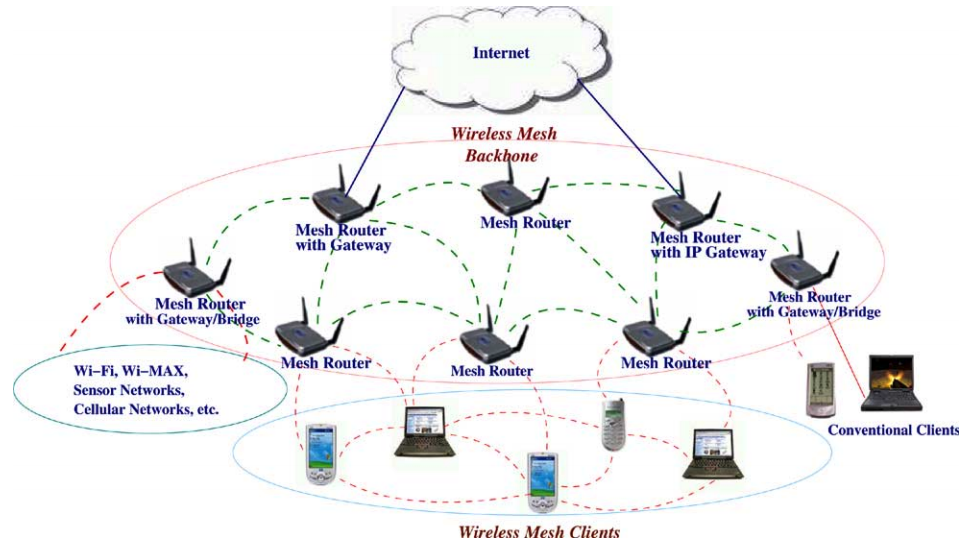 Internet
Wireless Mesh
Backbone
Mesh Router
with Gateway
Mesh Router
Mesh Router
with IP Gateway
Mesh Router
with Gateway/Bridge
Mesh Router
with Gateway/Bridge
Mesh Router
Mesh Router
Mesh Router
Wi–Fi, Wi–MAX,
Sensor Networks,
Cellular Networks, etc.
Conventional Clients
Wireless Mesh Clients